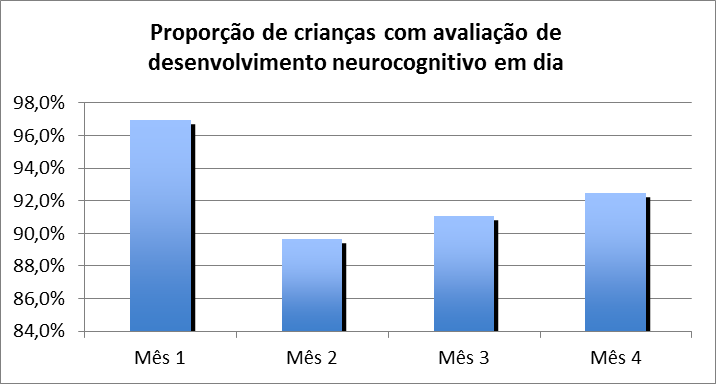 Proporção de crianças com avaliação de
desenvolvimento neurocognitivo em dia
98,0%
96,0%
94,0%
92,0%
90,0%
88,0%
86,0%
84,0%
Mês 1 Mês 2 Mês 3 Mês 4